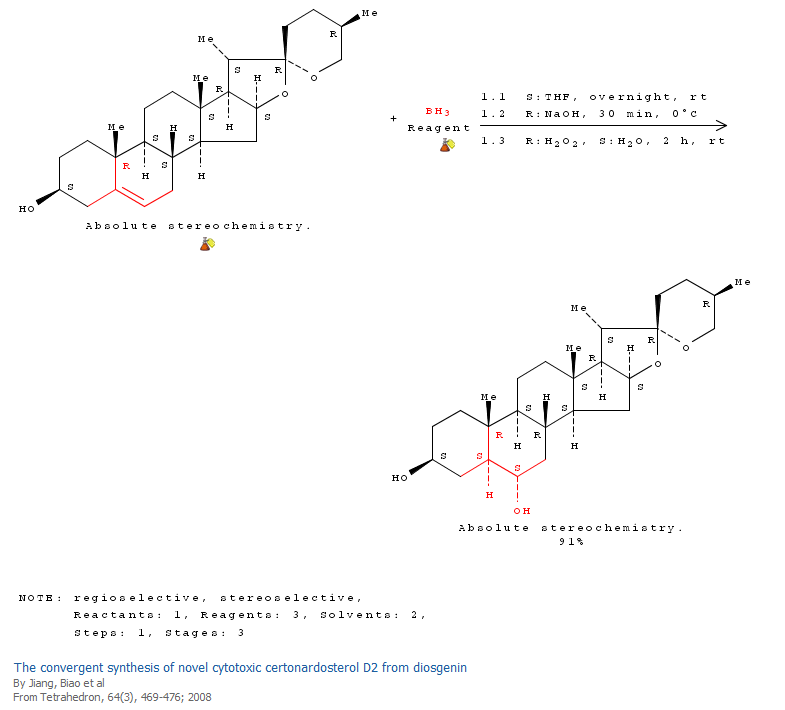 Me
R
Me
S
R
H
O
Me
R
O
S
S
H
Me
H
S
S
R
S
H
H
S
HO
Absolute stereochemistry.
+
BH3
Reagent
1.1 S:THF, overnight, rt
1.2 R:NaOH, 30 min, 0°C
1.3 R:H2O2, S:H2O, 2 h, rt
Me
R
Me
S
R
H
O
Me
R
O
S
S
H
Me
H
S
S
R
R
H
H
S
S
S
HO
H
OH
Absolute stereochemistry.
91%
NOTE: regioselective, stereoselective,
Reactants: 1, Reagents: 3, Solvents: 2,
Steps: 1, Stages: 3
The convergent synthesis of novel cytotoxic certonardosterol D2 from diosgenin
By Jiang, Biao et al
From Tetrahedron, 64(3), 469-476; 2008